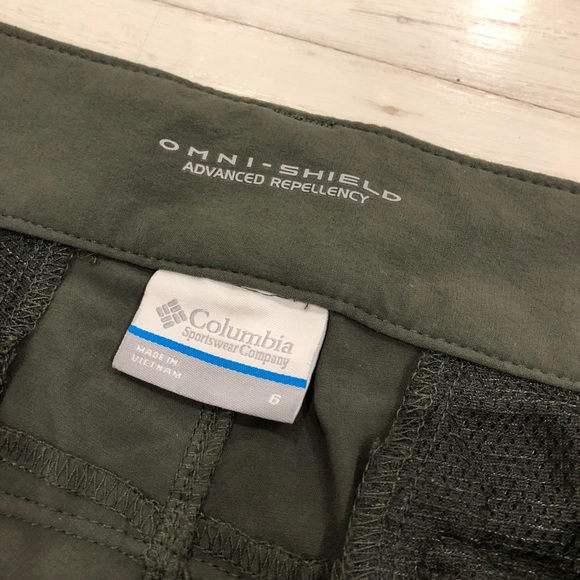 OMNI-SHIELD
ADVANCED REPELLENCY
Columbia
Sportswear Company
MADE IN
VIETNAM
6